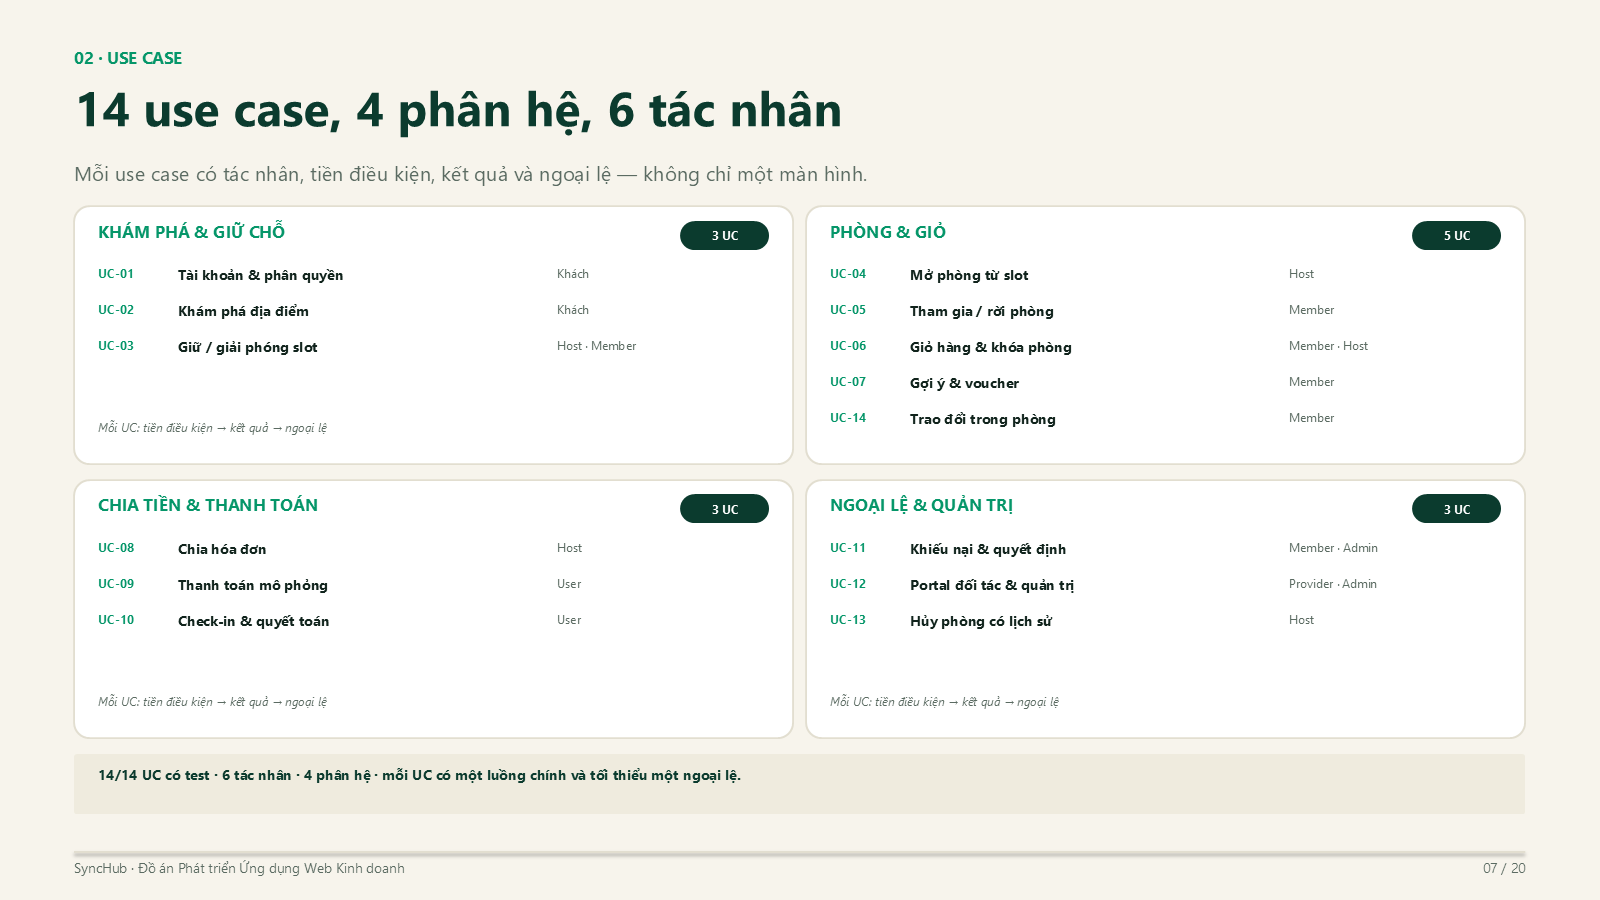 02 · USE CASE
14 use case, 4 phân hệ, 6 tác nhân
Mỗi use case có tác nhân, tiền điều kiện, kết quả và ngoại lệ — không chỉ một màn hình.
KHÁM PHÁ & GIỮ CHỖ
3 UC
UC-01 Tài khoản & phân quyền Khách
UC-02 Khám phá địa điểm Khách
UC-03 Giữ / giải phóng slot Host · Member
Mỗi UC: tiền điều kiện → kết quả → ngoại lệ
PHÒNG & GIỎ
5 UC
UC-04 Mở phòng từ slot Host
UC-05 Tham gia / rời phòng Member
UC-06 Giỏ hàng & khóa phòng Member · Host
UC-07 Gợi ý & voucher Member
UC-14 Trao đổi trong phòng Member
CHIA TIỀN & THANH TOÁN
3 UC
UC-08 Chia hóa đơn Host
UC-09 Thanh toán mô phỏng User
UC-10 Check-in & quyết toán User
Mỗi UC: tiền điều kiện → kết quả → ngoại lệ
NGOẠI LỆ & QUẢN TRỊ
3 UC
UC-11 Khiếu nại & quyết định Member · Admin
UC-12 Portal đối tác & quản trị Provider · Admin
UC-13 Hủy phòng có lịch sử Host
Mỗi UC: tiền điều kiện → kết quả → ngoại lệ
14/14 UC có test · 6 tác nhân · 4 phân hệ · mỗi UC có một luồng chính và tối thiểu một ngoại lệ.
SyncHub · Đồ án Phát triển Ứng dụng Web Kinh doanh
07 / 20